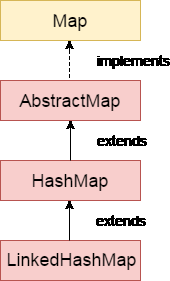 Map
implements
AbstractMap
extends
HashMap
extends
LinkedHashMap